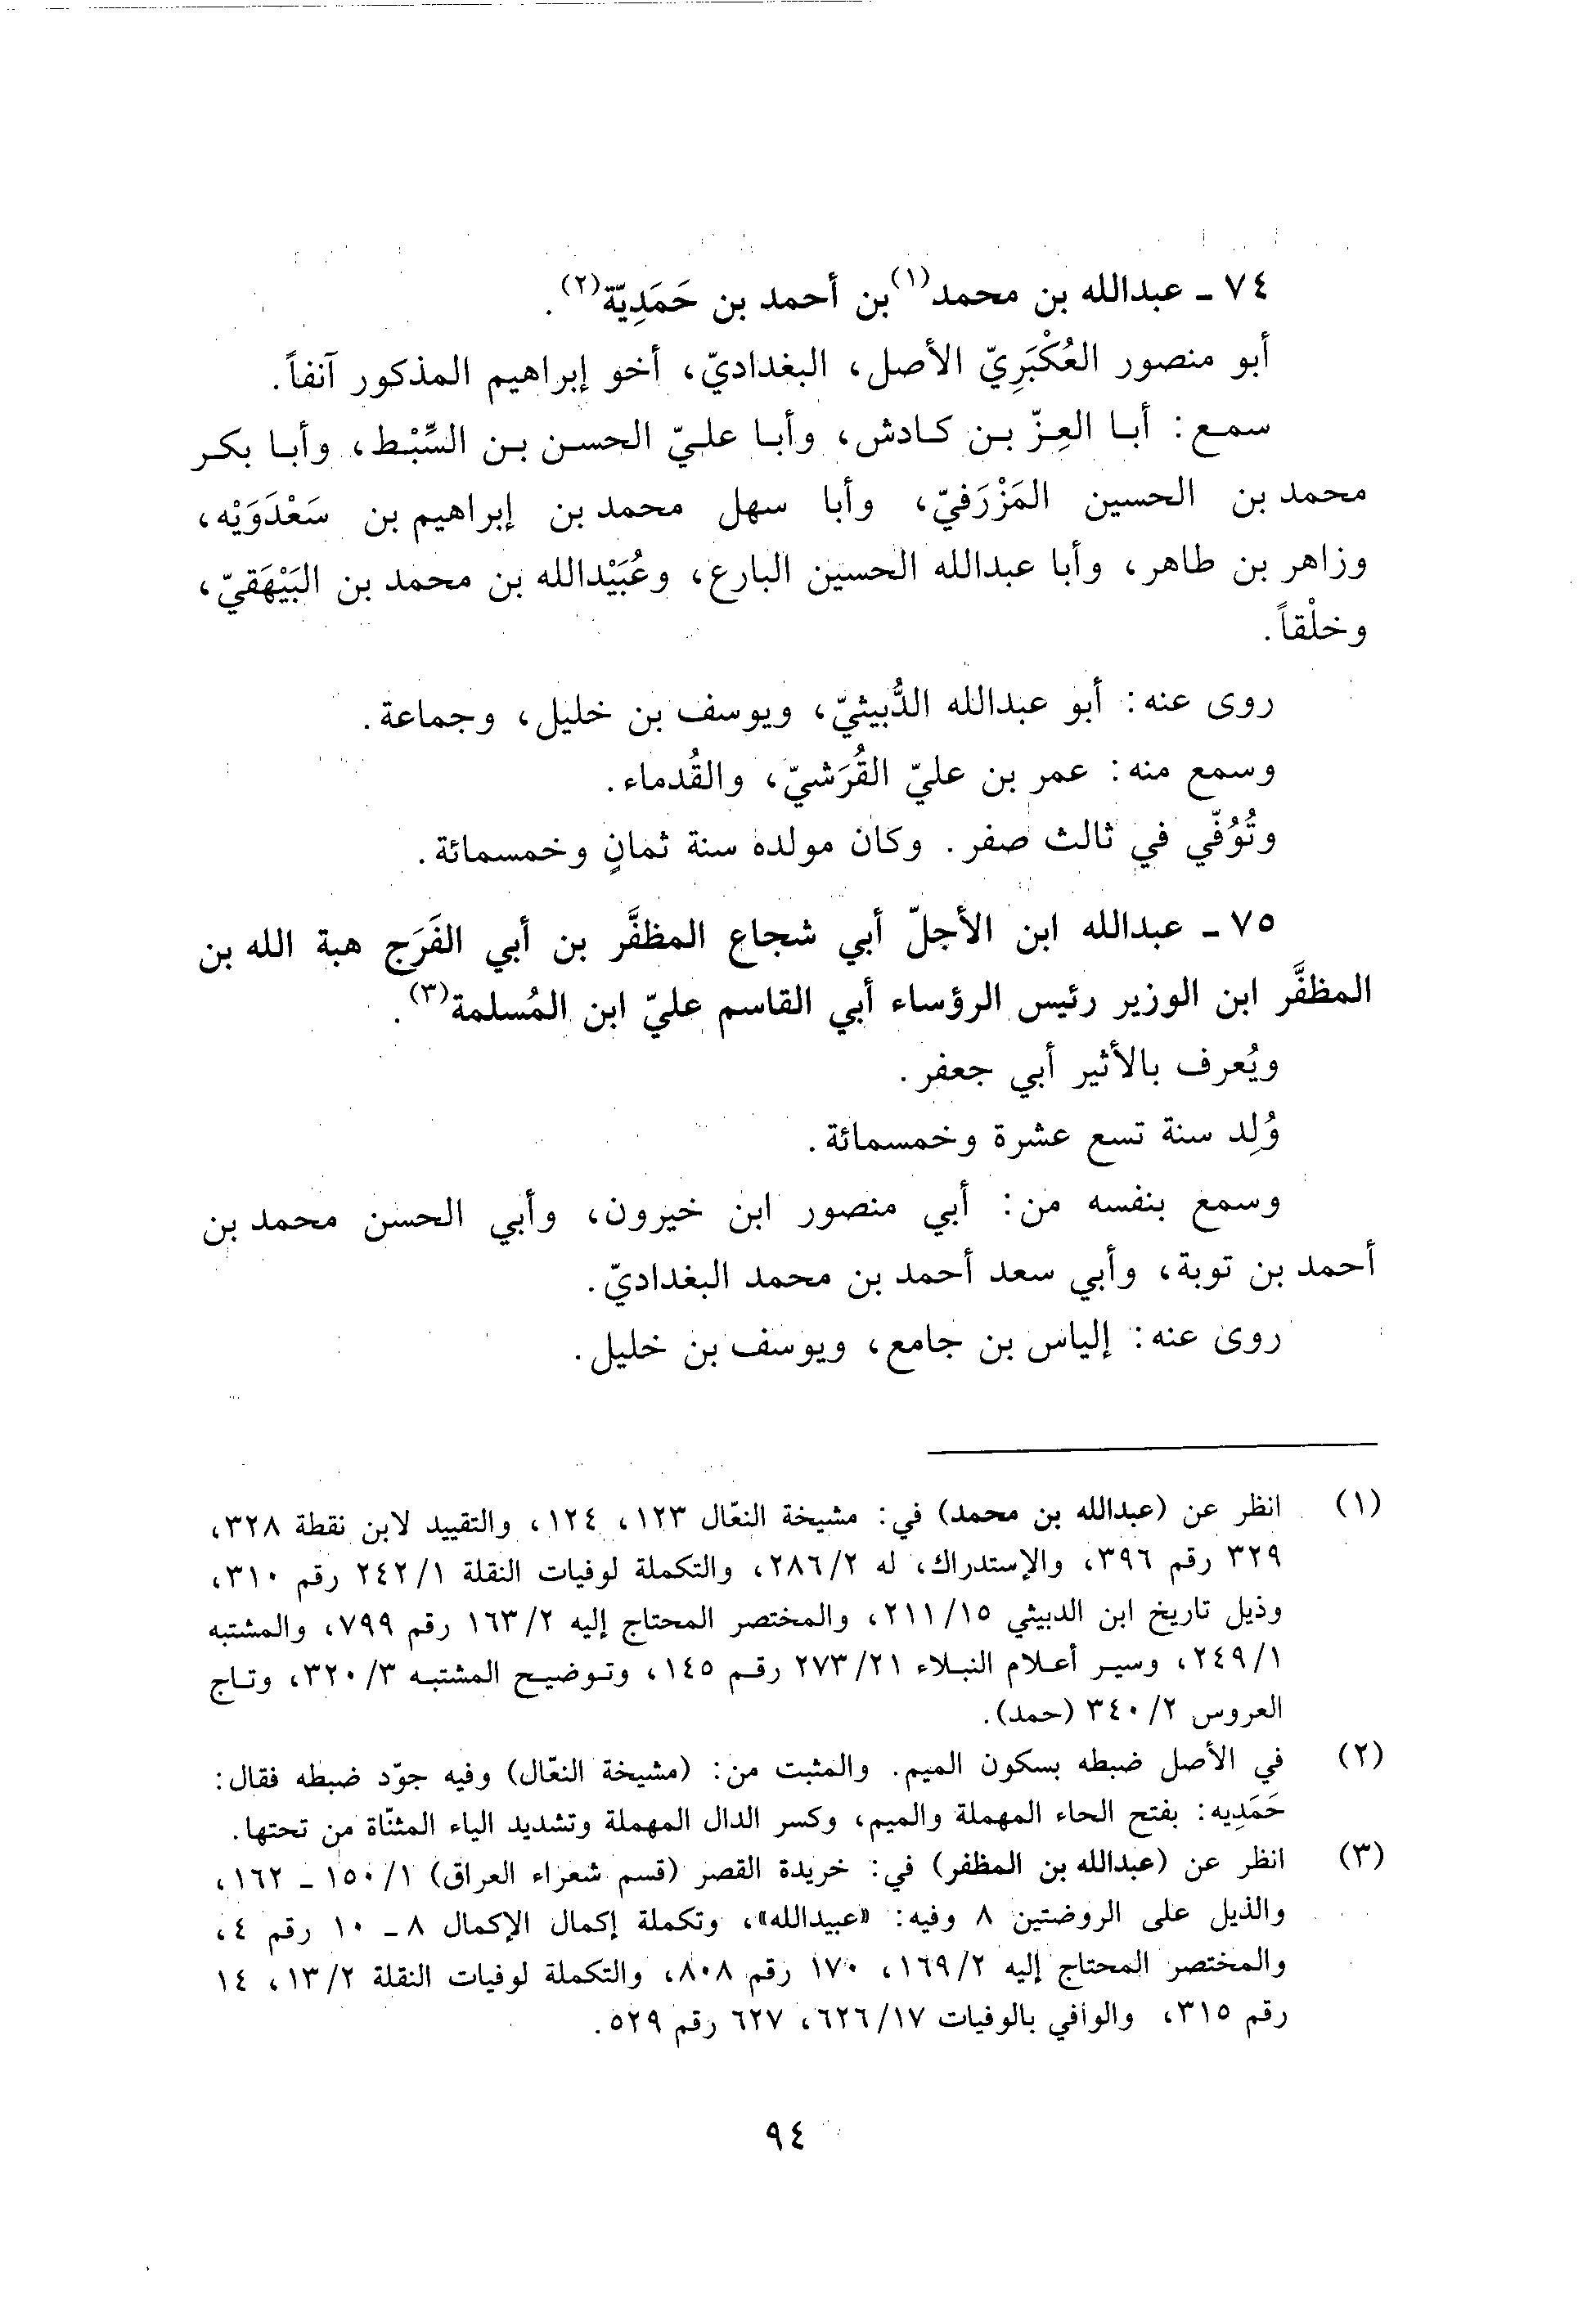 ٧٤ ـ عبدالله بن محمد(١) بن أحمد بن حَمَدِيّة(٢).
أبو منصور العُكْبَرِيّ الأصل، البغداديّ، أخو إبراهيم المذكور آنفاً.
سمع: أبا العِزّ بن كادش، وأبا عليّ الحسن بن السِّبْط، وأبا بكر
محمد بن الحسين المَزْرَفيّ، وأبا سهل محمد بن إبراهيم بن سَعْدَوَيْه،
وزاهر بن طاهر، وأبا عبدالله الحسين البارع، وعُبَيْدالله بن محمد بن البَيْهَقيّ،
وخلْقاً.
روى عنه: أبو عبدالله الدُّبيثيّ، ويوسف بن خليل، وجماعة.
وسمع منه: عمر بن عليّ القُرَشيّ، والقُدماء.
وتُوُفّي في ثالث صفر. وكان مولده سنة ثمانٍ وخمسمائة.
٧٥ ـ عبدالله ابن الأجلّ أبي شجاع المظفَّر بن أبي الفَرَج هبة الله بن
المظفَّر ابن الوزير رئيس الرؤساء أبي القاسم عليّ ابن المُسلمة(٣).
ويُعرف بالأثير أبي جعفر.
وُلِد سنة تسع عشرة وخمسمائة.
وسمع بنفسه من: أبي منصور ابن خيرون، وأبي الحسن محمد بن
أحمد بن توبة، وأبي سعد أحمد بن محمد البغداديّ.
روى عنه: إلياس بن جامع، ويوسف بن خليل.
(١) انظر عن (عبدالله بن محمد) في: مشيخة النعّال ١٢٣، ١٢٤، والتقييد لابن نقطة ٣٢٨،
٣٢٩ رقم ٣٩٦، والإستدراك، له ٢/ ٢٨٦، والتكملة لوفيات النقلة ١/ ٢٤٢ رقم ٣١٠،
وذيل تاريخ ابن الدبيثي ١٥/ ٢١١، والمختصر المحتاج إليه ٢/ ١٦٣ رقم ٧٩٩، والمشتبه
١/ ٢٤٩، وسير أعلام النبلاء ٢١/ ٢٧٣ رقم ١٤٥، وتوضيح المشتبه ٣/ ٣٢٠، وتاج
العروس ٢/ ٣٤٠ (حمد).
(٢) في الأصل ضبطه بسكون الميم. والمثبت من: (مشيخة النعّال) وفيه جوّد ضبطه فقال:
حَمَدِيه: بفتح الحاء المهملة والميم، وكسر الدال المهملة وتشديد الياء المثنّاة من تحتها.
(٣) انظر عن (عبدالله بن المظفر) في: خريدة القصر (قسم شعراء العراق) ١/ ١٥٠ ـ ١٦٢،
والذيل على الروضتين ٨ وفيه: «عبيدالله»، وتكملة إكمال الإكمال ٨ ـ ١٠ رقم ٤،
والمختصر المحتاج إليه ٢/ ١٦٩، ١٧٠ رقم ٨٠٨، والتكملة لوفيات النقلة ٢/ ١٣، ١٤
رقم ٣١٥، والوافي بالوفيات ١٧/ ٦٢٦، ٦٢٧ رقم ٥٢٩.
٩٤